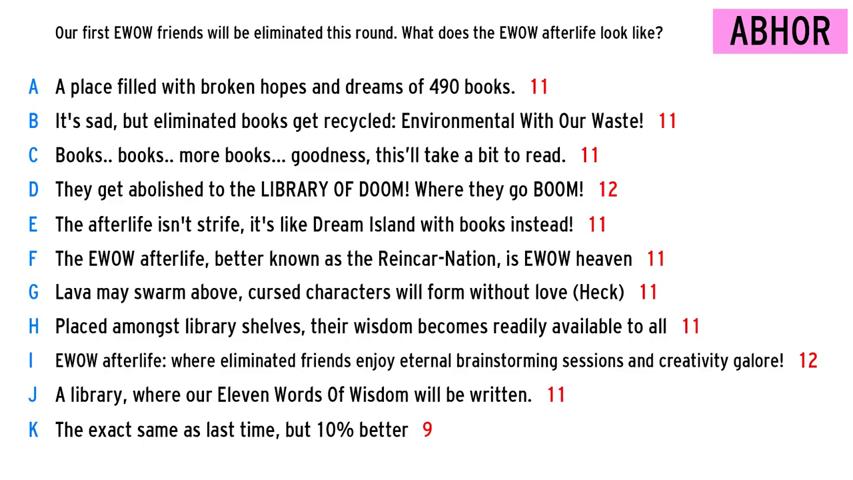 Our first EWOW friends will be eliminated this round. What does the EWOW afterlife look like?
ABHOR
A A place filled with broken hopes and dreams of 490 books. 11
B It's sad, but eliminated books get recycled: Environmental With Our Waste! 11
C Books.. books.. more books... goodness, this'll take a bit to read. 11
D They get abolished to the LIBRARY OF DOOM! Where they go BOOM! 12
E The afterlife isn't strife, it's like Dream Island with books instead! 11
F The EWOW afterlife, better known as the Reincar-Nation, is EWOW heaven 11
G Lava may swarm above, cursed characters will form without love (Heck) 11
H Placed amongst library shelves, their wisdom becomes readily available to all 11
I EWOW afterlife: where eliminated friends enjoy eternal brainstorming sessions and creativity galore! 12
J A library, where our Eleven Words Of Wisdom will be written. 11
K The exact same as last time, but 10% better 9